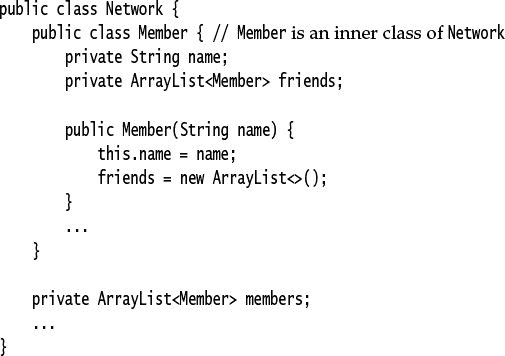 public class Network {
    public class Member { // Member is an inner class of Network
        private String name;
        private ArrayList<Member> friends;

        public Member(String name) {
            this.name = name;
            friends = new ArrayList<>();
        }
        ...
    }

    private ArrayList<Member> members;
    ...
}